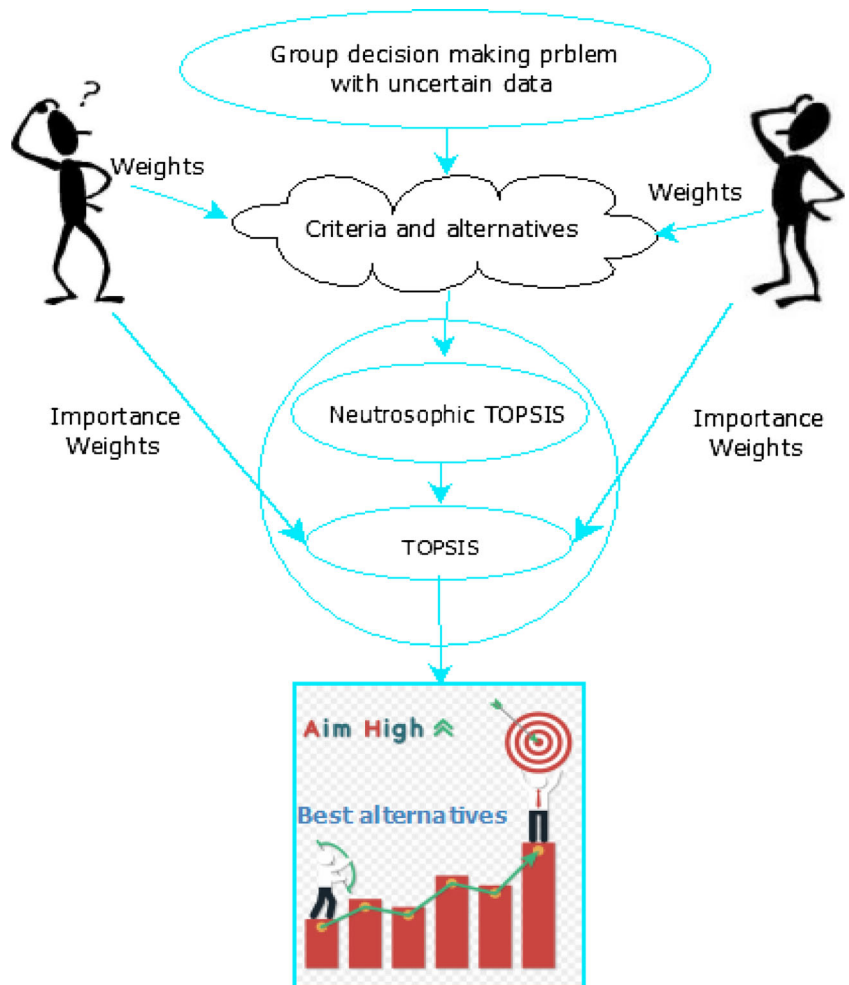 Group decision making prblem
with uncertain data
?
Weights
Weights
Criteria and alternatives
Neutrosophic TOPSIS
Importance
Weights
Importance
Weights
TOPSIS
Aim High
Best alternatives